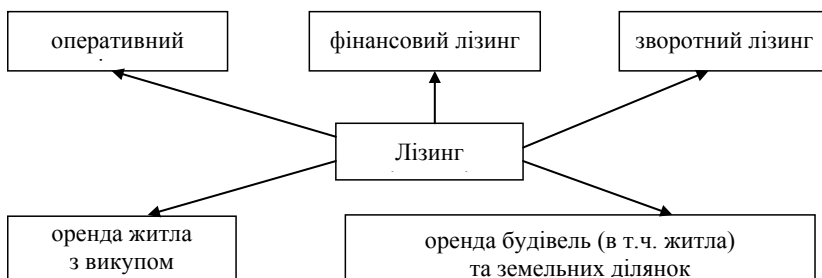 оперативний
фінансовий лізинг
зворотний лізинг
Лізинг
оренда житла
з викупом
оренда будівель (в т.ч. житла)
та земельних ділянок